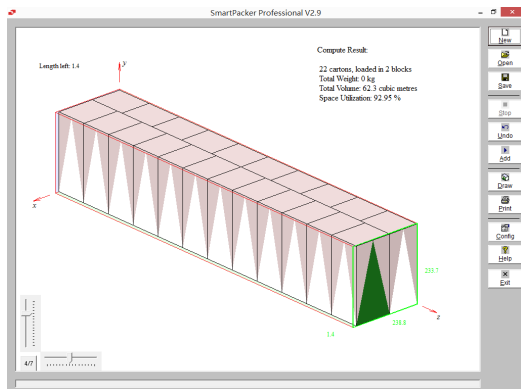 SmartPacker Professional V2.9
Length left: 1.4
y
x
z
Compute Result:
22 cartons, loaded in 2 blocks
Total Weight: 0 kg
Total Volume: 62.3 cubic metres
Space Utilization: 92.95 %
1.4
238.8
4/7
New
Open
Save
Stop
Undo
Add
Draw
Print
Config
Help
Exit